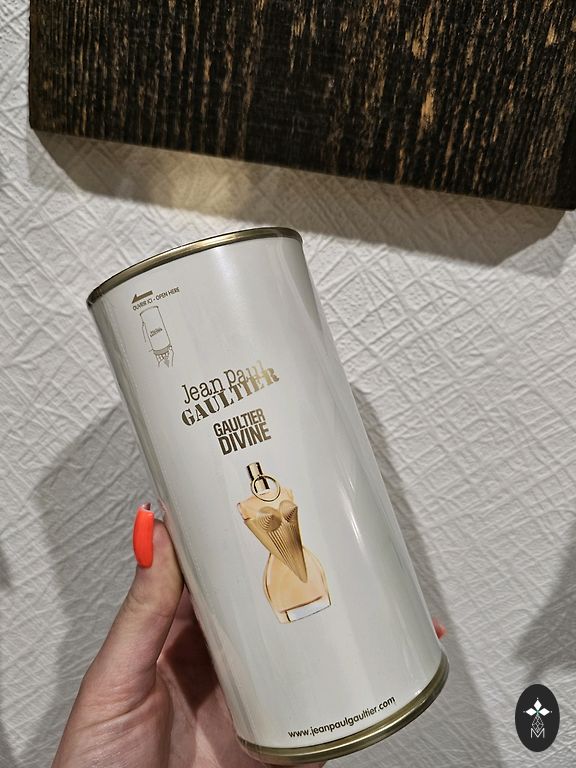 OUVRIR ICI - OPEN HERE
Jean Paul
GAULTIER
GAULTIER
DIVINE
www.jeanpaulgaultier.com
M